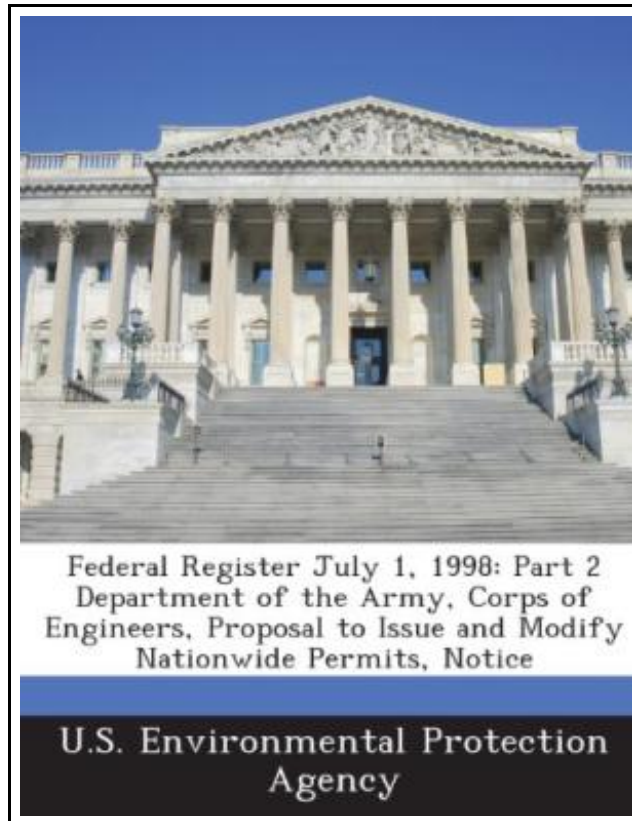 Federal Register July 1, 1998: Part 2
Department of the Army, Corps of
Engineers, Proposal to Issue and Modify
Nationwide Permits, Notice
U.S. Environmental Protection
Agency